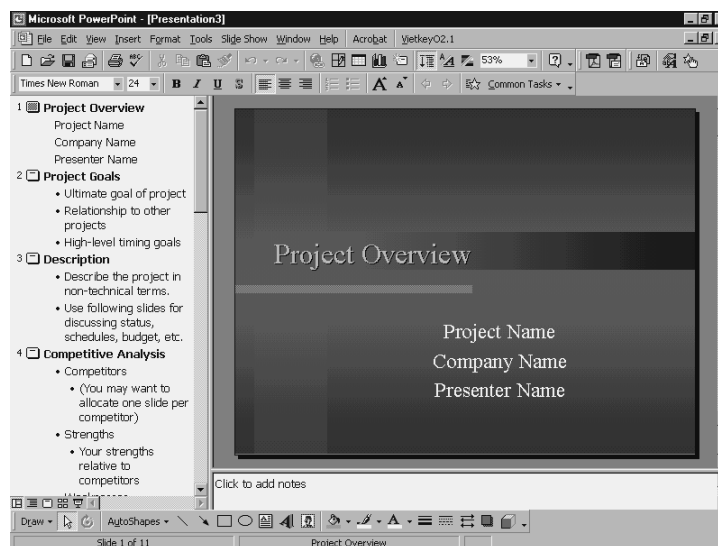 Microsoft PowerPoint - [Presentation3]
File Edit View Insert Format Tools Slide Show Window Help Acrobat VietkeyO2.1
53%
Times New Roman 24 B I U S A A Common Tasks
1 Project Overview
Project Name
Company Name
Presenter Name
2 Project Goals
• Ultimate goal of project
• Relationship to other
projects
• High-level timing goals
3 Description
• Describe the project in
non-technical terms.
• Use following slides for
discussing status,
schedules, budget, etc.
4 Competitive Analysis
• Competitors
• (You may want to
allocate one slide per
competitor)
• Strengths
• Your strengths
relative to
competitors
Project Overview
Project Name
Company Name
Presenter Name
Click to add notes
Draw AutoShapes
Slide 1 of 11 Project Overview